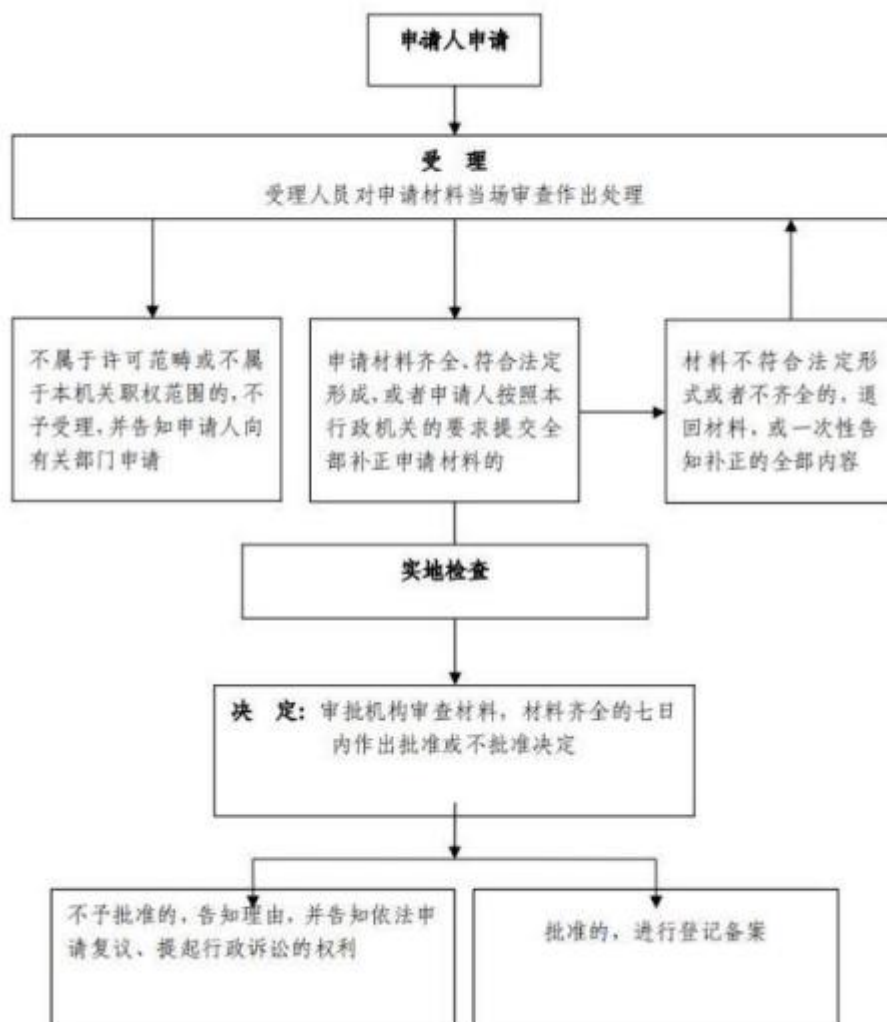 申请人申请
受 理
受理人员对申请材料当场审查作出处理
不属于许可范畴或不属
于本机关职权范围的，不
予受理，并告知申请人向
有关部门申请
申请材料齐全、符合法定
形成，或者申请人按照本
行政机关的要求提交全
部补正申请材料的
材料不符合法定形
式或者不齐全的，退
回材料，或一次性告
知补正的全部内容
实地检查
决 定：审批机构审查材料，材料齐全的七日
内作出批准或不批准决定
不予批准的，告知理由，并告知依法申
请复议、提起行政诉讼的权利
批准的，进行登记备案